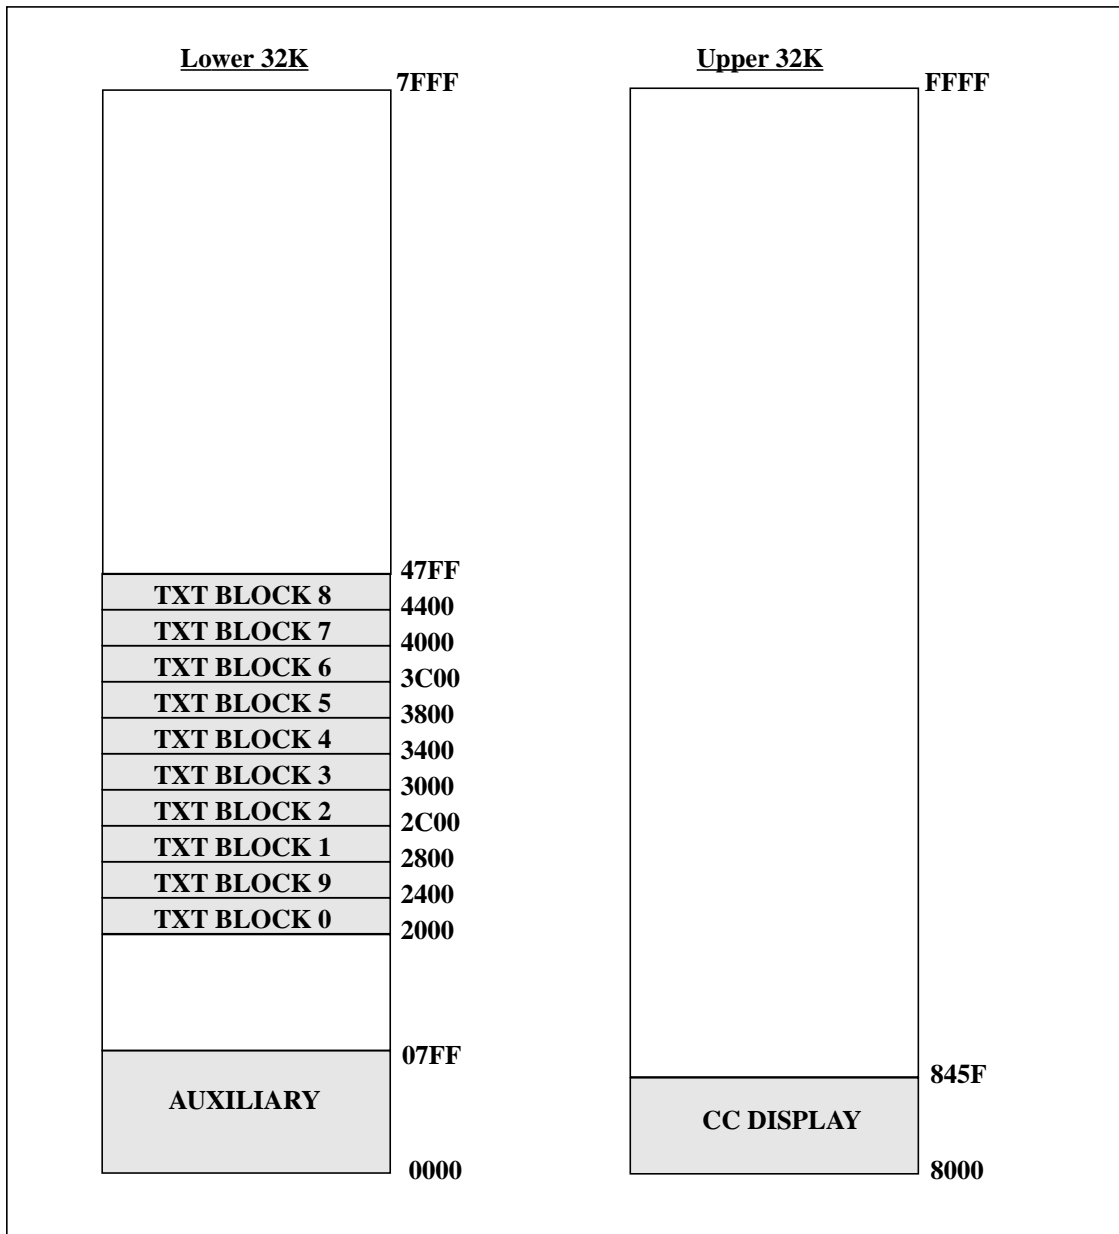 Lower 32K
7FFF
47FF
TXT BLOCK 8
4400
TXT BLOCK 7
4000
TXT BLOCK 6
3C00
TXT BLOCK 5
3800
TXT BLOCK 4
3400
TXT BLOCK 3
3000
TXT BLOCK 2
2C00
TXT BLOCK 1
2800
TXT BLOCK 9
2400
TXT BLOCK 0
2000
07FF
AUXILIARY
0000
Upper 32K
FFFF
845F
CC DISPLAY
8000